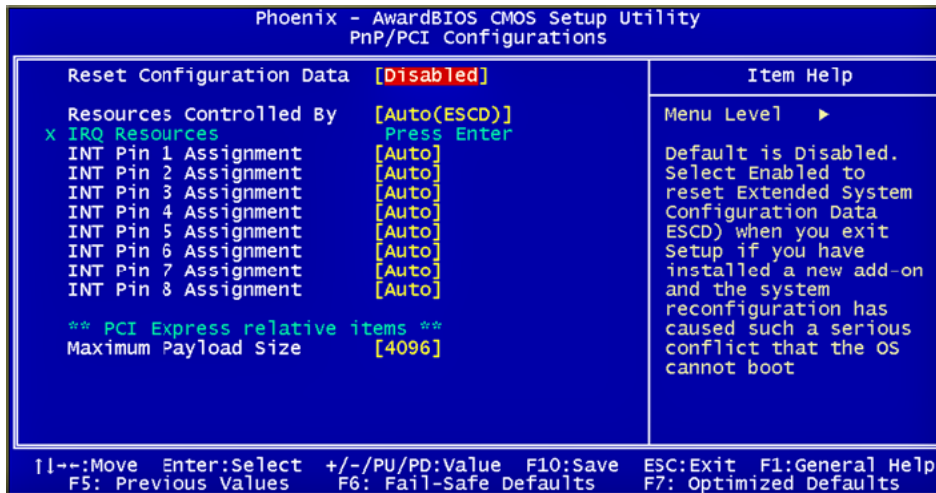 Phoenix - AwardBIOS CMOS Setup Utility
PnP/PCI Configurations
Reset Configuration Data [Disabled]
Resources Controlled By [Auto(ESCD)]
x IRQ Resources Press Enter
INT Pin 1 Assignment [Auto]
INT Pin 2 Assignment [Auto]
INT Pin 3 Assignment [Auto]
INT Pin 4 Assignment [Auto]
INT Pin 5 Assignment [Auto]
INT Pin 6 Assignment [Auto]
INT Pin 7 Assignment [Auto]
INT Pin 8 Assignment [Auto]
** PCI Express relative items **
Maximum Payload Size [4096]
Item Help
Menu Level ▶
Default is Disabled.
Select Enabled to
reset Extended System
Configuration Data
ESCD) when you exit
Setup if you have
installed a new add-on
and the system
reconfiguration has
caused such a serious
conflict that the OS
cannot boot
↑↓→←:Move Enter:Select +/-/PU/PD:Value F10:Save ESC:Exit F1:General Help
F5: Previous Values F6: Fail-Safe Defaults F7: Optimized Defaults